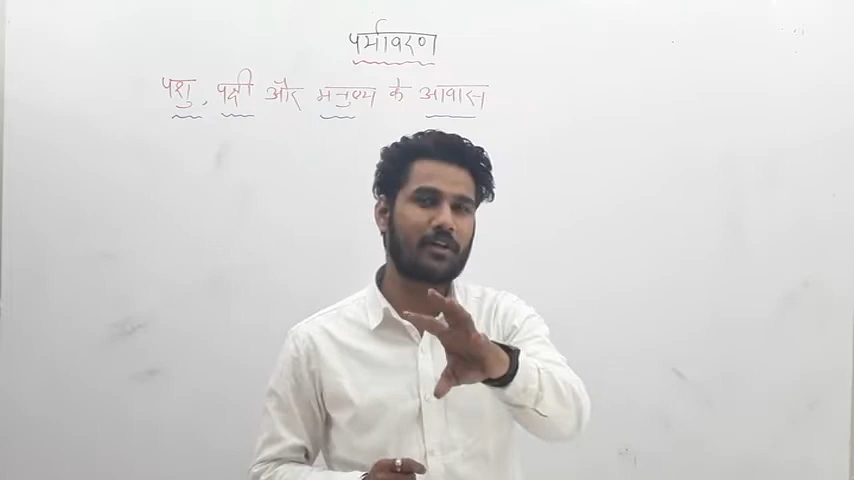 पर्यावरण
पशु, पक्षी और मनुष्य के आवास